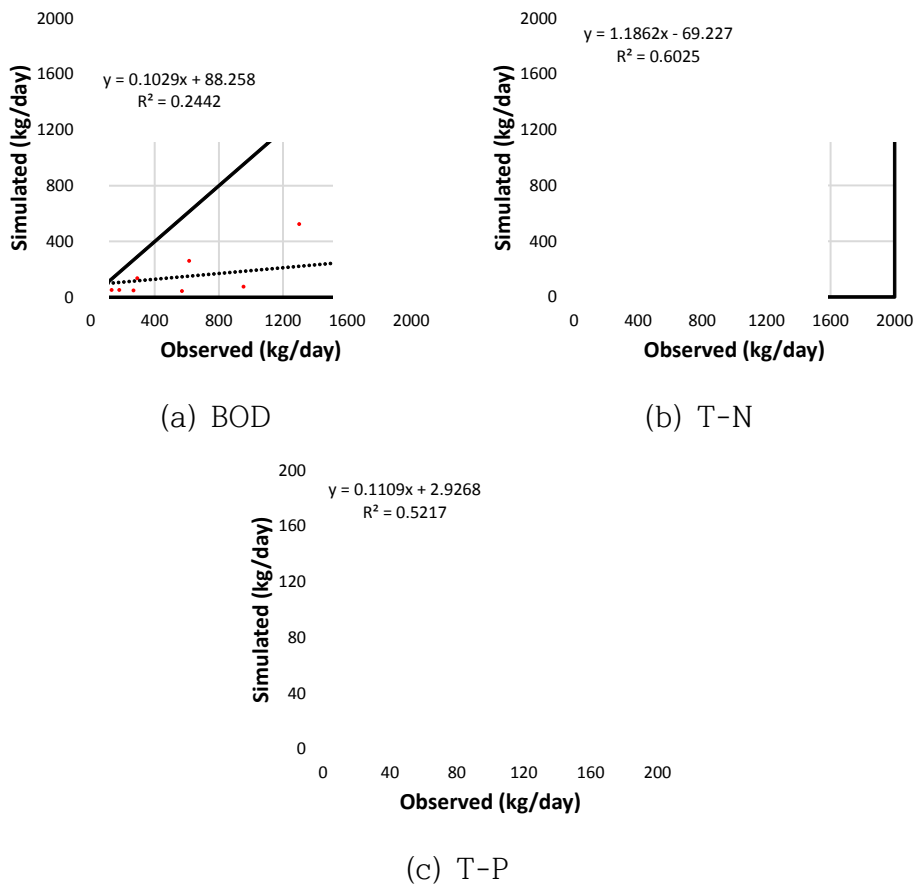 2000
1600
1200
800
400
0
Simulated (kg/day)
y = 0.1029x + 88.258
R² = 0.2442
0 400 800 1200 1600 2000
Observed (kg/day)
(a) BOD
2000
1600
1200
800
400
0
Simulated (kg/day)
y = 1.1862x - 69.227
R² = 0.6025
0 400 800 1200 1600 2000
Observed (kg/day)
(b) T-N
200
160
120
80
40
0
Simulated (kg/day)
y = 0.1109x + 2.9268
R² = 0.5217
0 40 80 120 160 200
Observed (kg/day)
(c) T-P